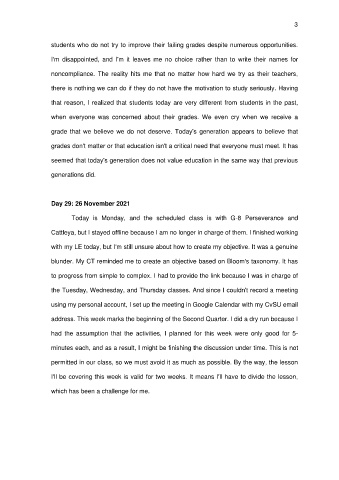 3
students who do not try to improve their failing grades despite numerous opportunities.
I'm disappointed, and I'm it leaves me no choice rather than to write their names for
noncompliance. The reality hits me that no matter how hard we try as their teachers,
there is nothing we can do if they do not have the motivation to study seriously. Having
that reason, I realized that students today are very different from students in the past,
when everyone was concerned about their grades. We even cry when we receive a
grade that we believe we do not deserve. Today's generation appears to believe that
grades don't matter or that education isn't a critical need that everyone must meet. It has
seemed that today's generation does not value education in the same way that previous
generations did.
Day 29: 26 November 2021
Today is Monday, and the scheduled class is with G-8 Perseverance and
Cattleya, but I stayed offline because I am no longer in charge of them. I finished working
with my LE today, but I'm still unsure about how to create my objective. It was a genuine
blunder. My CT reminded me to create an objective based on Bloom's taxonomy. It has
to progress from simple to complex. I had to provide the link because I was in charge of
the Tuesday, Wednesday, and Thursday classes. And since I couldn't record a meeting
using my personal account, I set up the meeting in Google Calendar with my CvSU email
address. This week marks the beginning of the Second Quarter. I did a dry run because I
had the assumption that the activities, I planned for this week were only good for 5-
minutes each, and as a result, I might be finishing the discussion under time. This is not
permitted in our class, so we must avoid it as much as possible. By the way, the lesson
I'll be covering this week is valid for two weeks. It means I'll have to divide the lesson,
which has been a challenge for me.